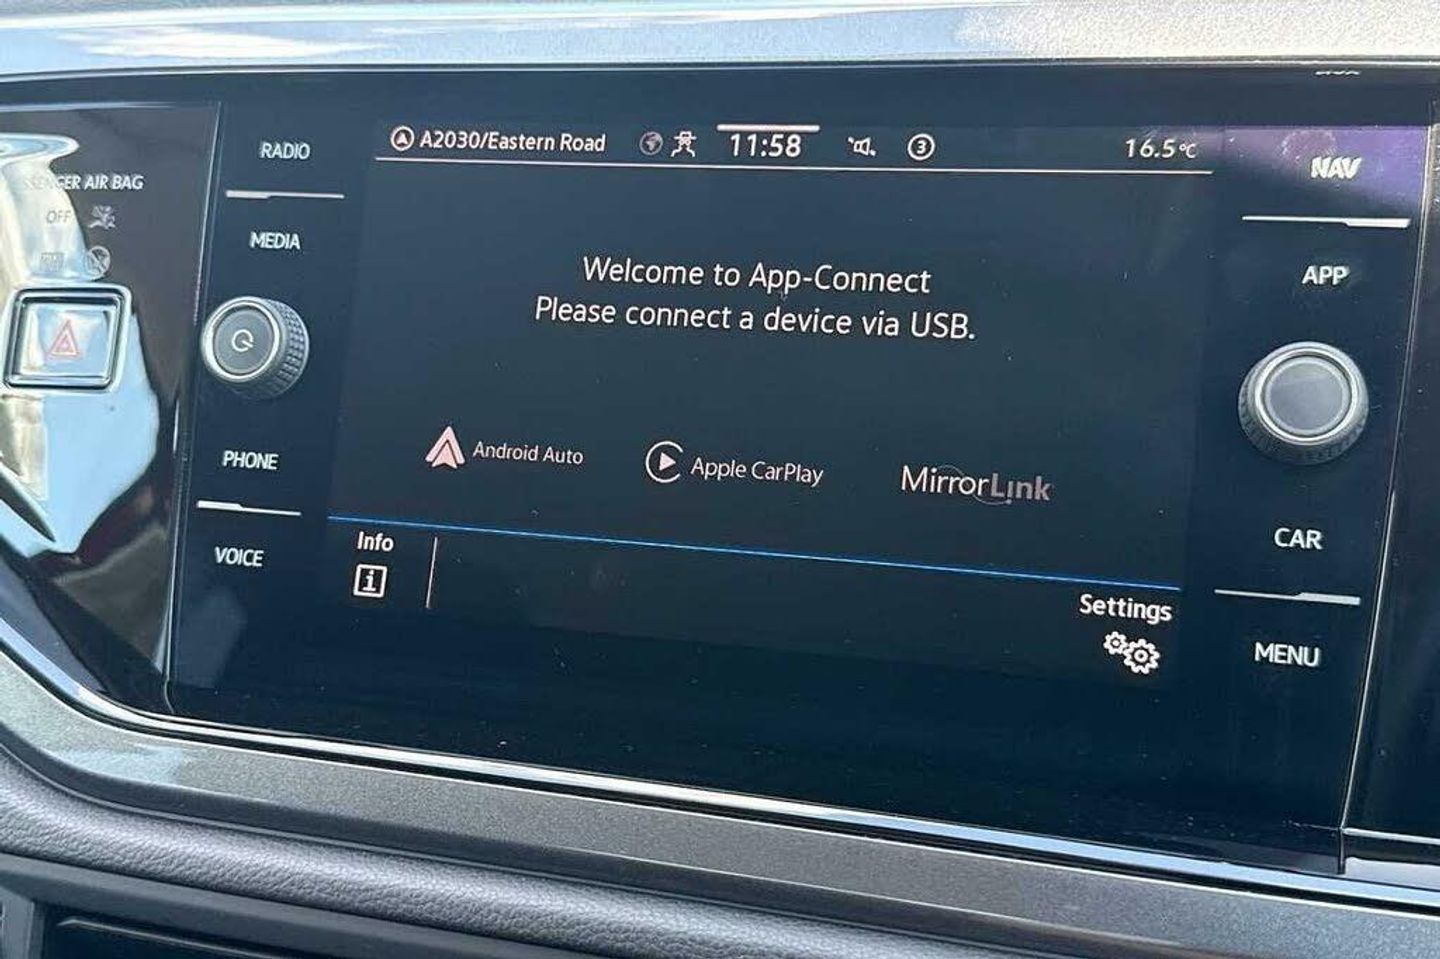 RADIO
MEDIA
PHONE
VOICE
AIR BAG
OFF
A2030/Eastern Road
11:58
3
16.5°C
Welcome to App-Connect
Please connect a device via USB.
Android Auto
Apple CarPlay
MirrorLink
Info
i
Settings
NAV
APP
CAR
MENU